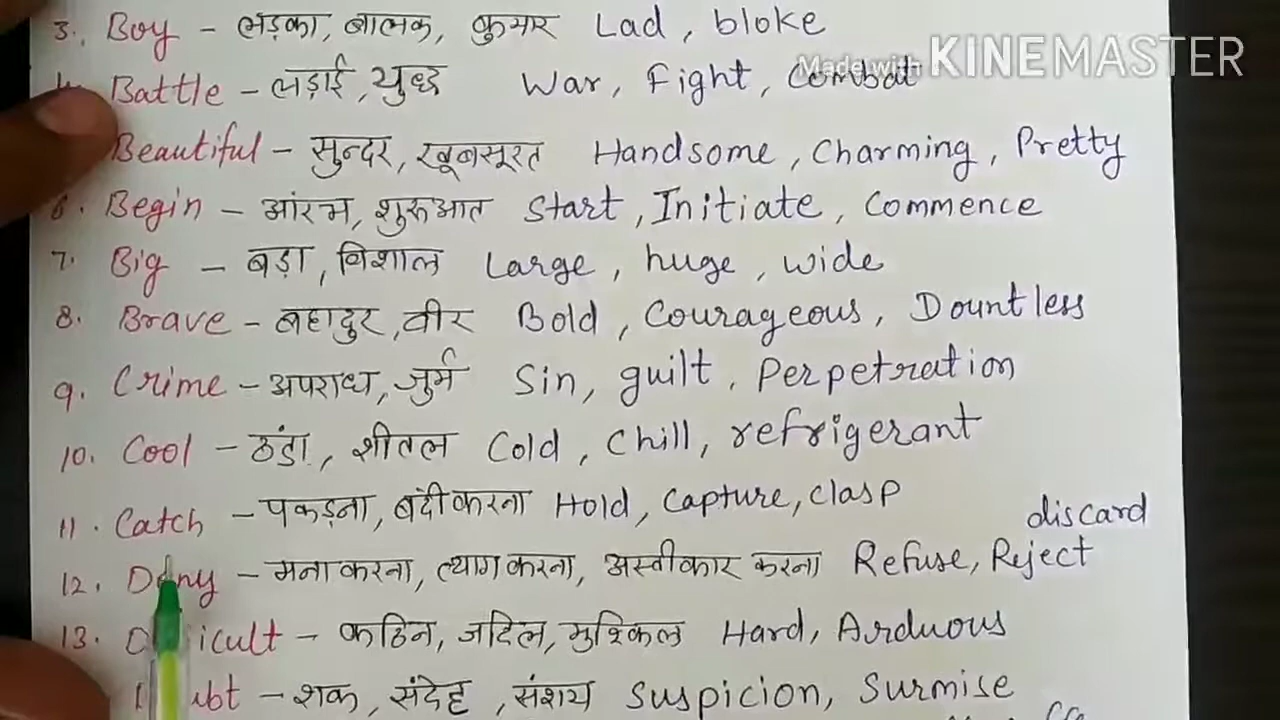 3. Boy - लड़का, बालक, कुमार Lad, bloke
Made with KINEMASTER
Battle - लड़ाई, युद्ध War, Fight, Combat
Beautiful - सुन्दर, खूबसूरत Handsome, Charming, Pretty
6. Begin - आंरभ, शुरुआत Start, Initiate, Commence
7. Big - बड़ा, विशाल Large, huge, wide
8. Brave - बहादुर, वीर Bold, Courageous, Dountless
9. Crime - अपराध, जुर्म Sin, guilt, Perpetration
10. Cool - ठंडा, शीतल Cold, Chill, refrigerant
11. Catch - पकड़ना, बंदी करना Hold, Capture, Clasp
discard
12. Deny - मना करना, त्याग करना, अस्वीकार करना Refuse, Reject
13. Difficult - कठिन, जटिल, मुश्किल Hard, Arduous
शक, संदेह, संशय Suspicion, Surmise